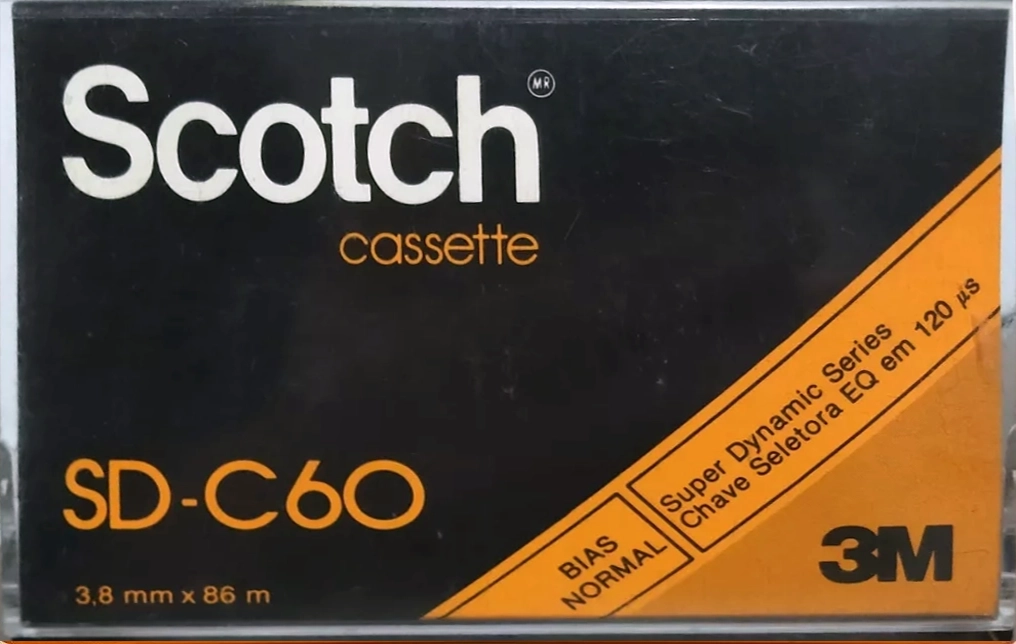 Scotch MR
cassette
SD-C60
3,8 mm x 86 m
BIAS
NORMAL
Super Dynamic Series
Chave Seletora EQ em 120 µs
3M